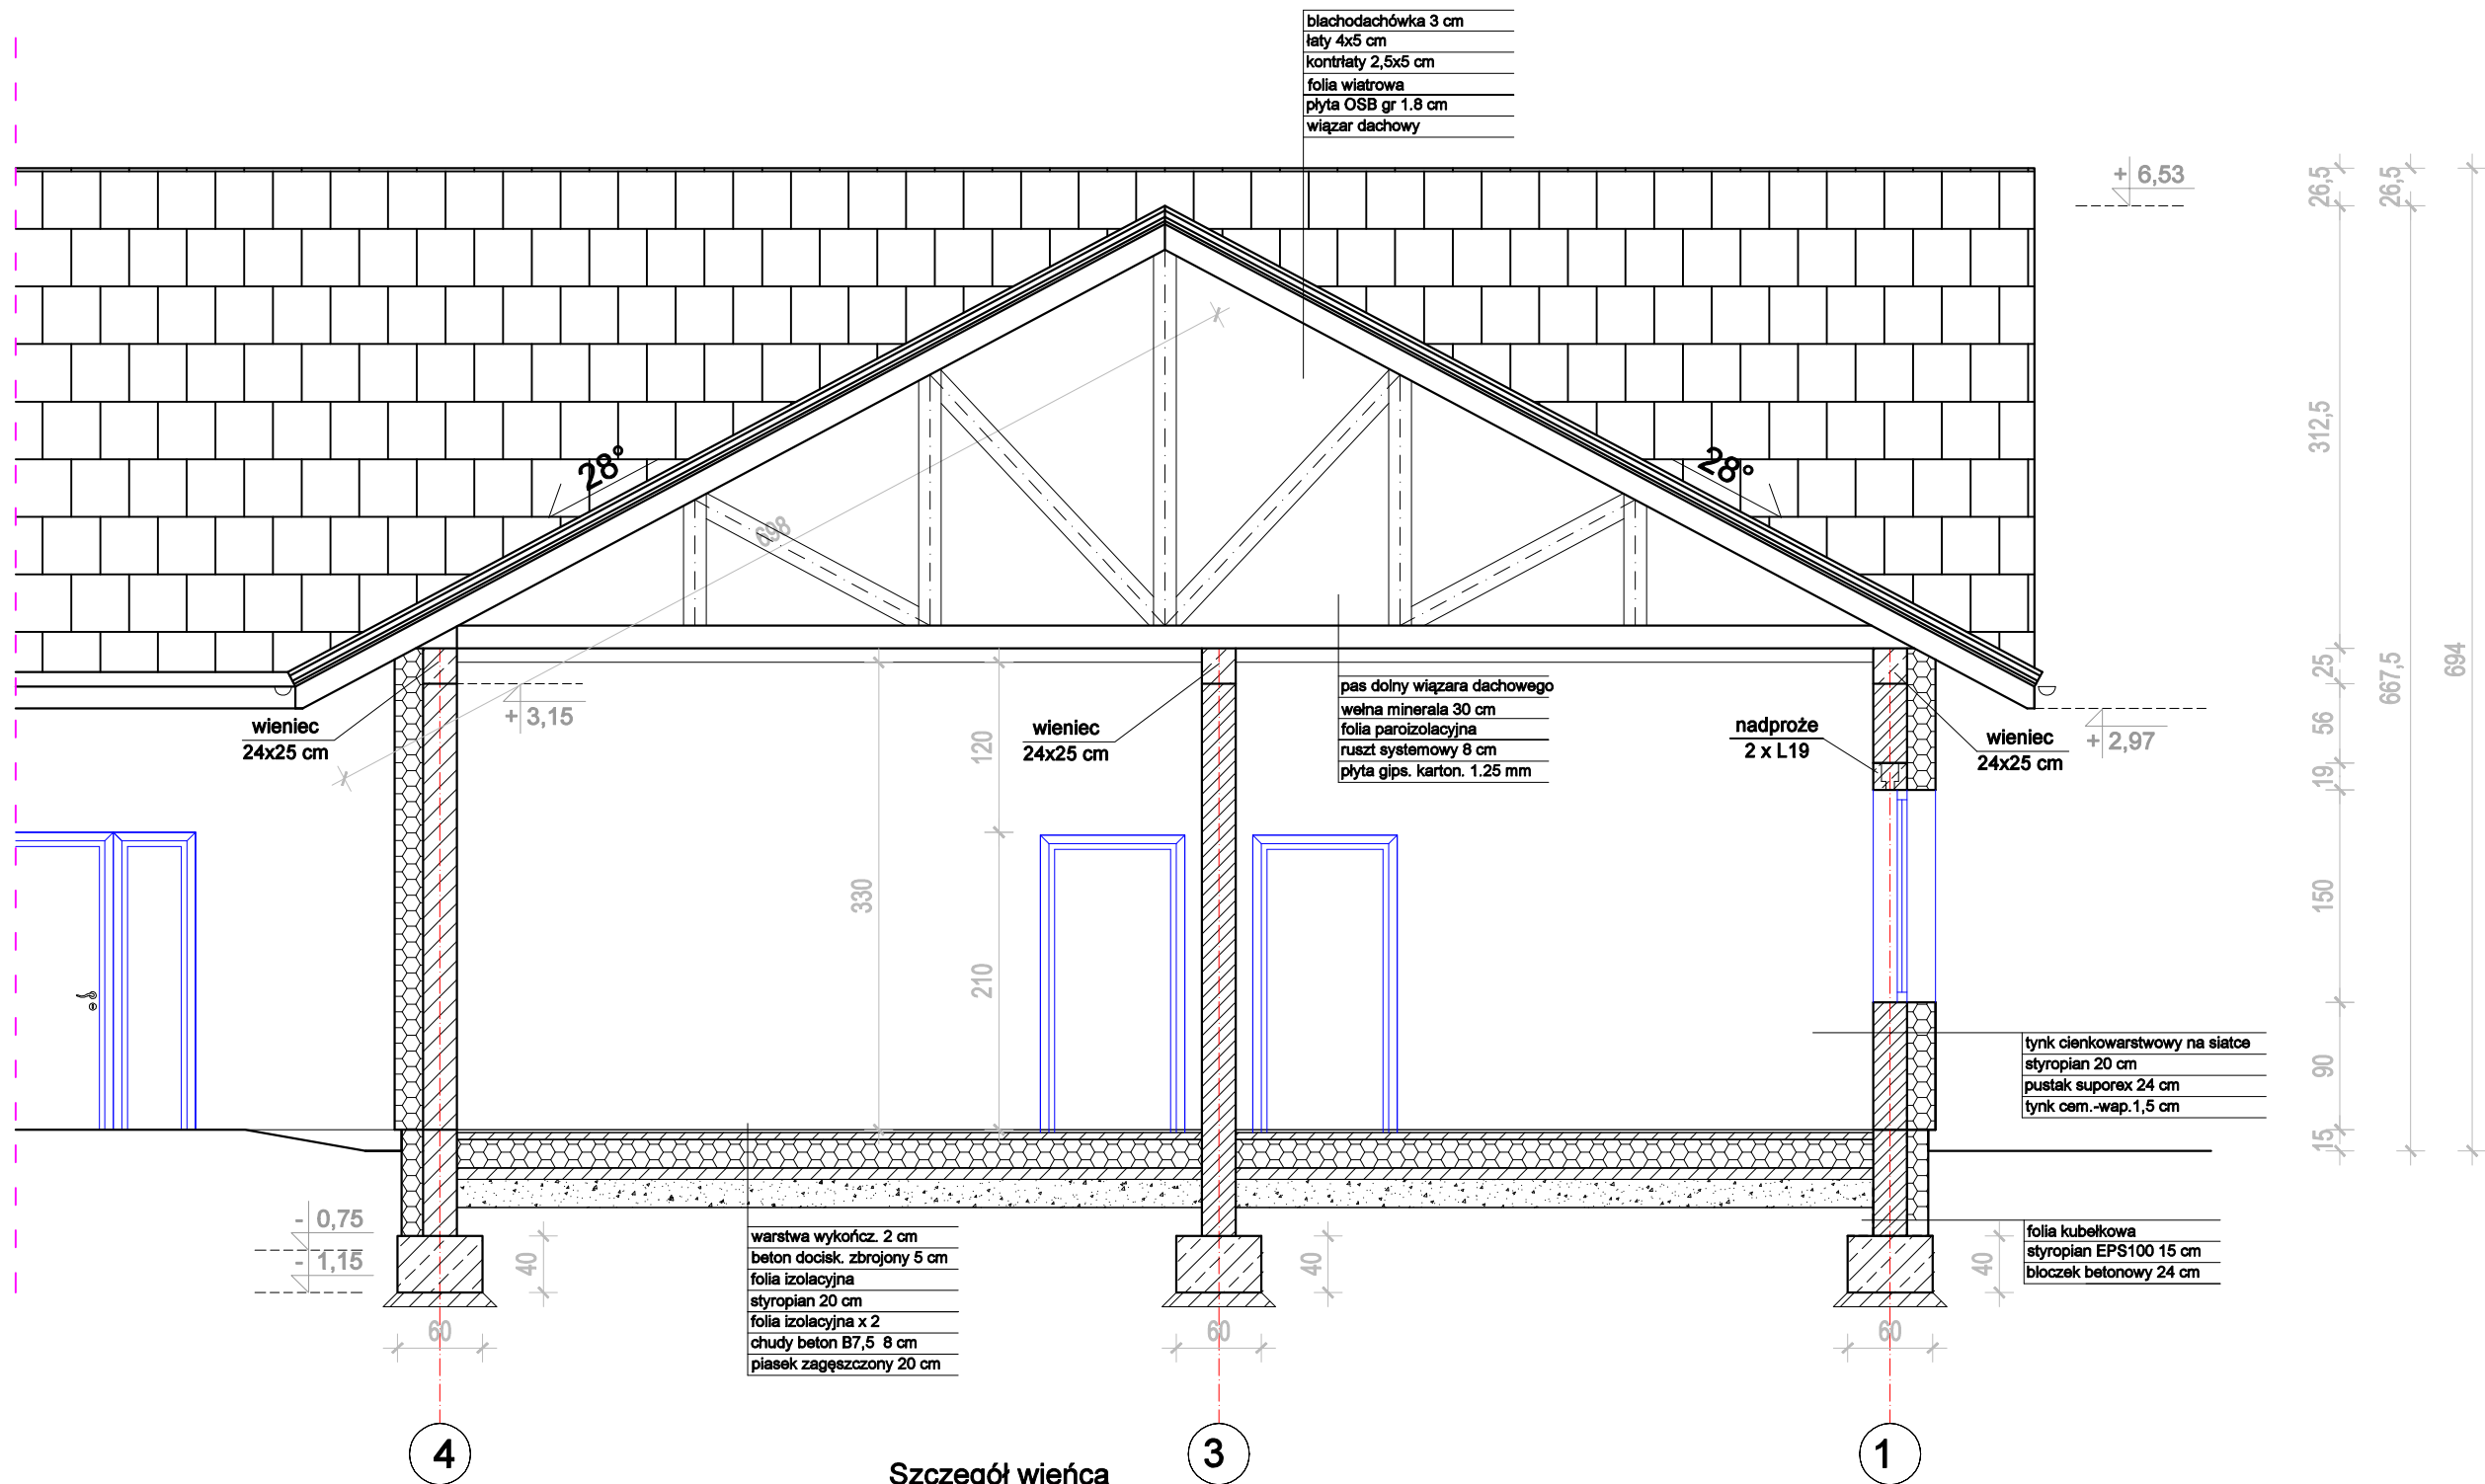 blachodachówka 3 cm
łaty 4x5 cm
kontrłaty 2,5x5 cm
folia wiatrowa
płyta OSB gr 1.8 cm
wiązar dachowy
+ 6,53
26,5
26,5
312,5
28°
28°
698
25
667,5
694
pas dolny wiązara dachowego
wełna minerala 30 cm
folia paroizolacyjna
ruszt systemowy 8 cm
płyta gips. karton. 1.25 mm
+ 3,15
wieniec
24x25 cm
wieniec
24x25 cm
nadproże
2 x L19
wieniec
24x25 cm
+ 2,97
56
19
120
330
150
210
90
15
tynk cienkowarstwowy na siatce
styropian 20 cm
pustak suporex 24 cm
tynk cem.-wap.1,5 cm
- 0,75
- 1,15
40
40
40
warstwa wykończ. 2 cm
beton docisk. zbrojony 5 cm
folia izolacyjna
styropian 20 cm
folia izolacyjna x 2
chudy beton B7,5 8 cm
piasek zagęszczony 20 cm
folia kubełkowa
styropian EPS100 15 cm
bloczek betonowy 24 cm
60
60
60
4
3
1
Szczegół wieńca